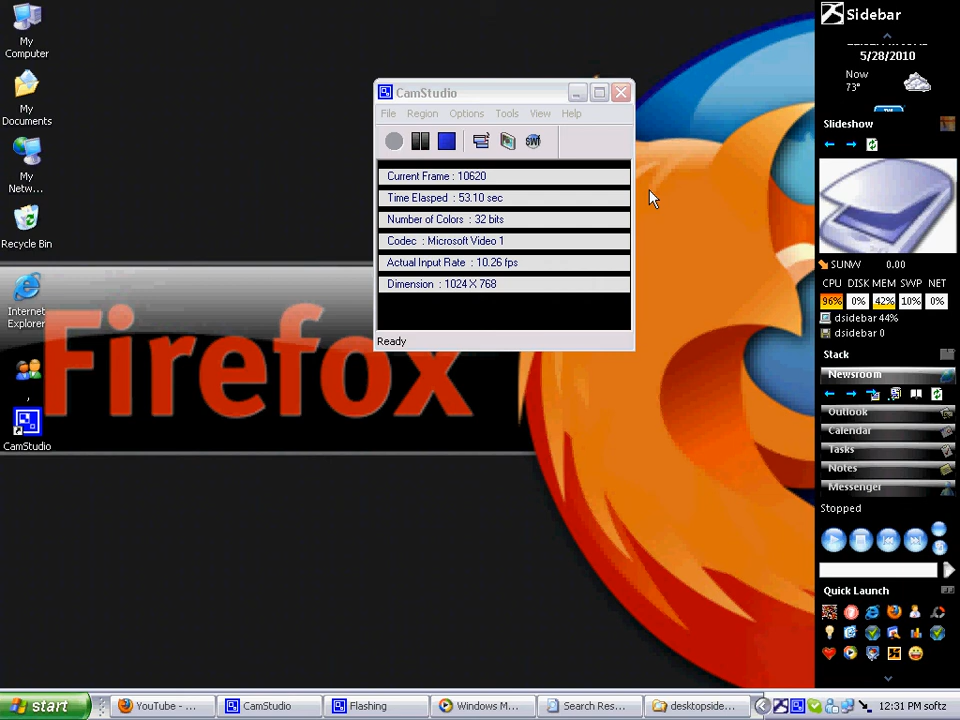 My
Computer
My
Documents
My
Netw...
Recycle Bin
Internet
Explorer
CamStudio
Firefox
CamStudio
File Region Options Tools View Help
SWF
Current Frame : 10620
Time Elasped : 53.10 sec
Number of Colors : 32 bits
Codec : Microsoft Video 1
Actual Input Rate : 10.26 fps
Dimension : 1024 X 768
Ready
Sidebar
5/28/2010
Now
73°
Slideshow
SUNW 0.00
CPU DISK MEM SWP NET
96% 0% 42% 10% 0%
dsidebar 44%
dsidebar 0
Stack
Newsroom
Outlook
Calendar
Tasks
Notes
Messenger
Stopped
Quick Launch
start
YouTube - ...
CamStudio
Flashing
Windows M...
Search Res...
desktopside...
12:31 PM softz